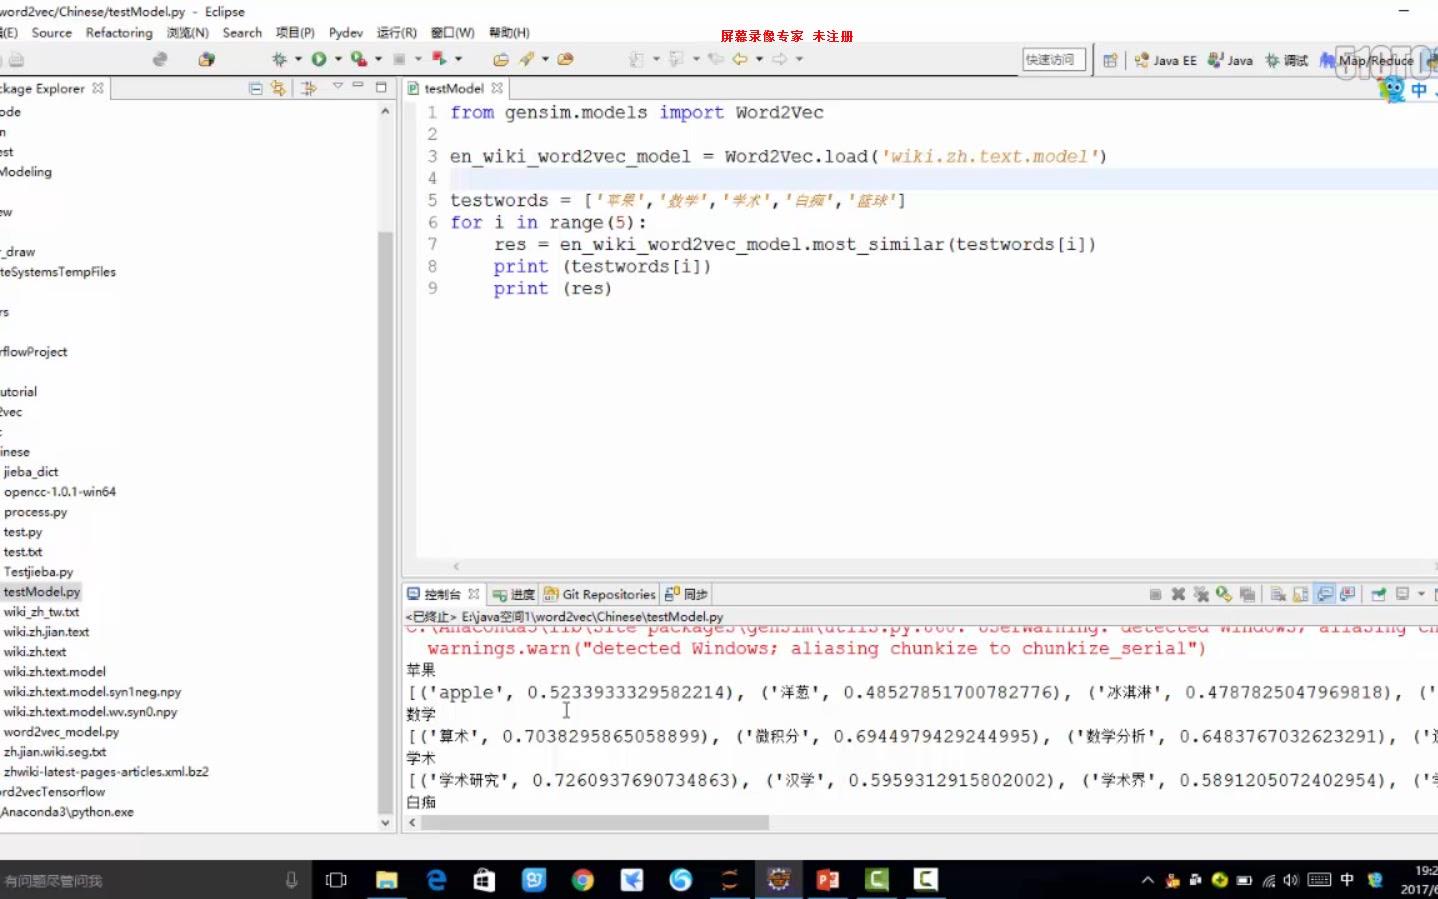 word2vec/Chinese/testModel.py - Eclipse
(E) Source Refactoring 浏览(N) Search 项目(P) Pydev 运行(R) 窗口(W) 帮助(H)
屏幕录像专家 未注册
快速访问 Java EE Java 调试 Map/Reduce
中
ckage Explorer
testModel
ode
n
est
Modeling
ew
r_draw
teSystemsTempFiles
rs
rflowProject
utorial
2vec
c
inese
jieba_dict
opencc-1.0.1-win64
process.py
test.py
test.txt
Testjieba.py
testModel.py
wiki_zh_tw.txt
wiki.zh.jian.text
wiki.zh.text
wiki.zh.text.model
wiki.zh.text.model.syn1neg.npy
wiki.zh.text.model.wv.syn0.npy
word2vec_model.py
zh.jian.wiki.seg.txt
zhwiki-latest-pages-articles.xml.bz2
ord2vecTensorflow
Anaconda3\python.exe
1 from gensim.models import Word2Vec
2
3 en_wiki_word2vec_model = Word2Vec.load('wiki.zh.text.model')
4
5 testwords = ['苹果','数学','学术','白痴','篮球']
6 for i in range(5):
7 res = en_wiki_word2vec_model.most_similar(testwords[i])
8 print (testwords[i])
9 print (res)
控制台 进度 Git Repositories 同步
<已终止> E:\java空间1\word2vec\Chinese\testModel.py
warnings.warn("detected Windows; aliasing chunkize to chunkize_serial")
苹果
[('apple', 0.5233933329582214), ('洋葱', 0.48527851700782776), ('冰淇淋', 0.4787825047969818), ('
数学
[('算术', 0.7038295865058899), ('微积分', 0.6944979429244995), ('数学分析', 0.6483767032623291), (
学术
[('学术研究', 0.7260937690734863), ('汉学', 0.5959312915802002), ('学术界', 0.5891205072402954), ('
白痴
有问题尽管问我
中
19:2
2017/6